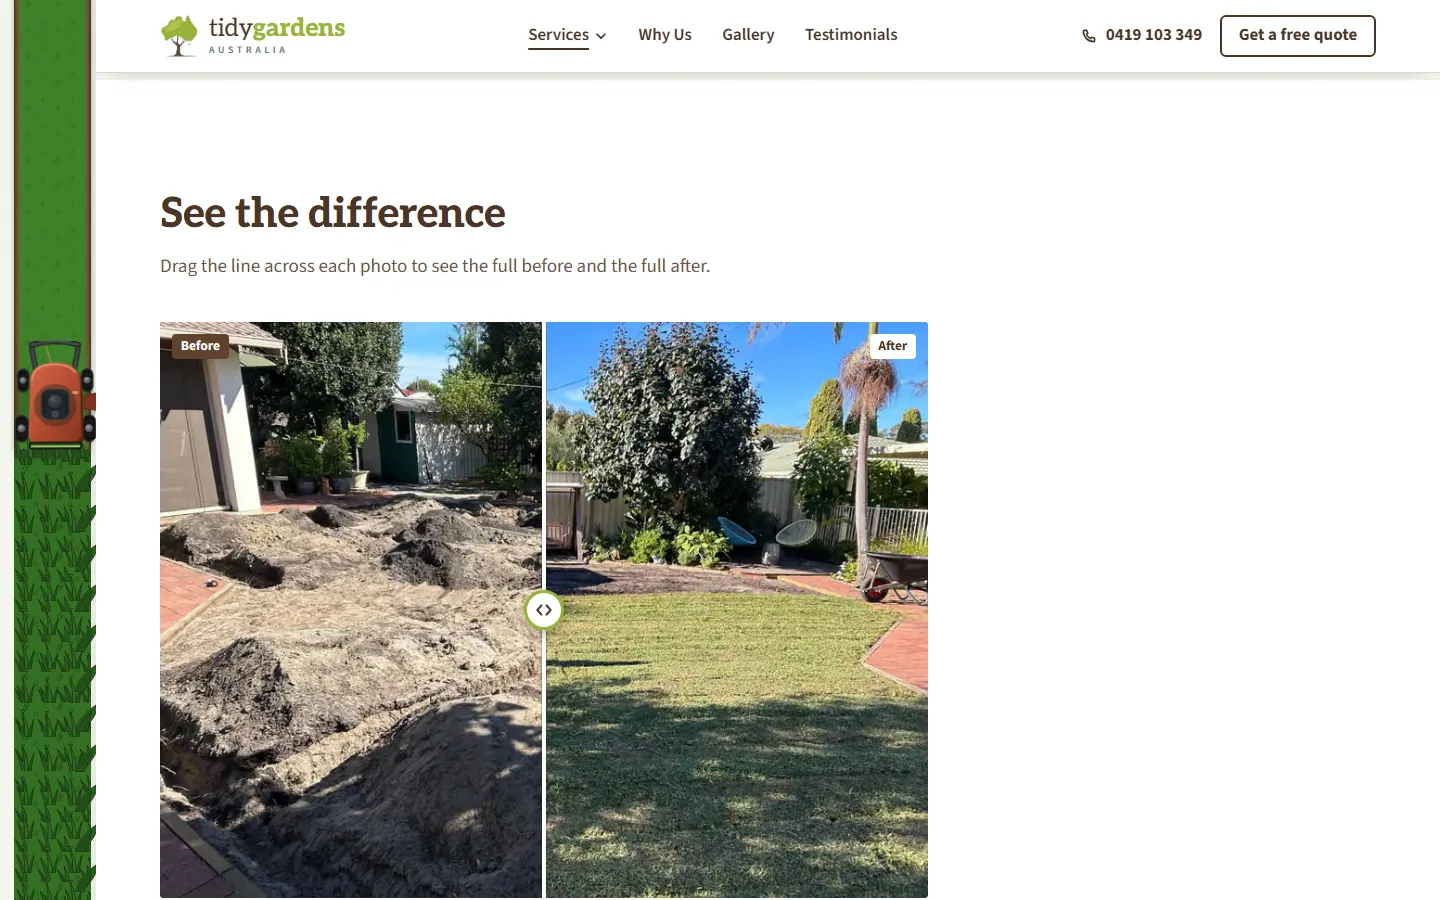 tidygardens
AUSTRALIA
Services
Why Us
Gallery
Testimonials
0419 103 349
Get a free quote
See the difference
Drag the line across each photo to see the full before and the full after.
Before
After